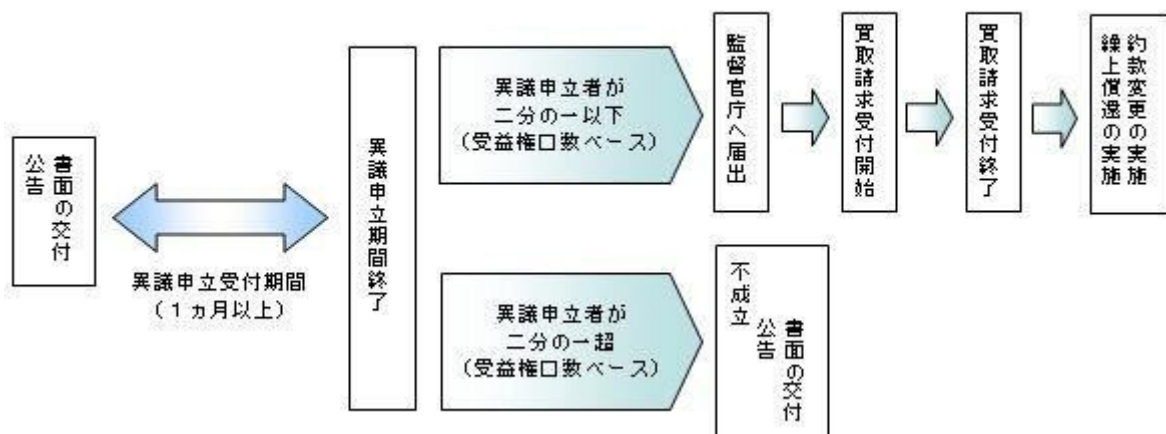 書面の交付
公告
異議申立受付期間
(1ヵ月以上)
異議申立期間終了
異議申立者が
二分の一以下
(受益権口数ベース)
監督官庁へ届出
買取請求受付開始
買取請求受付終了
約款変更の実施
繰上償還の実施
異議申立者が
二分の一超
(受益権口数ベース)
不成立
書面の交付
公告